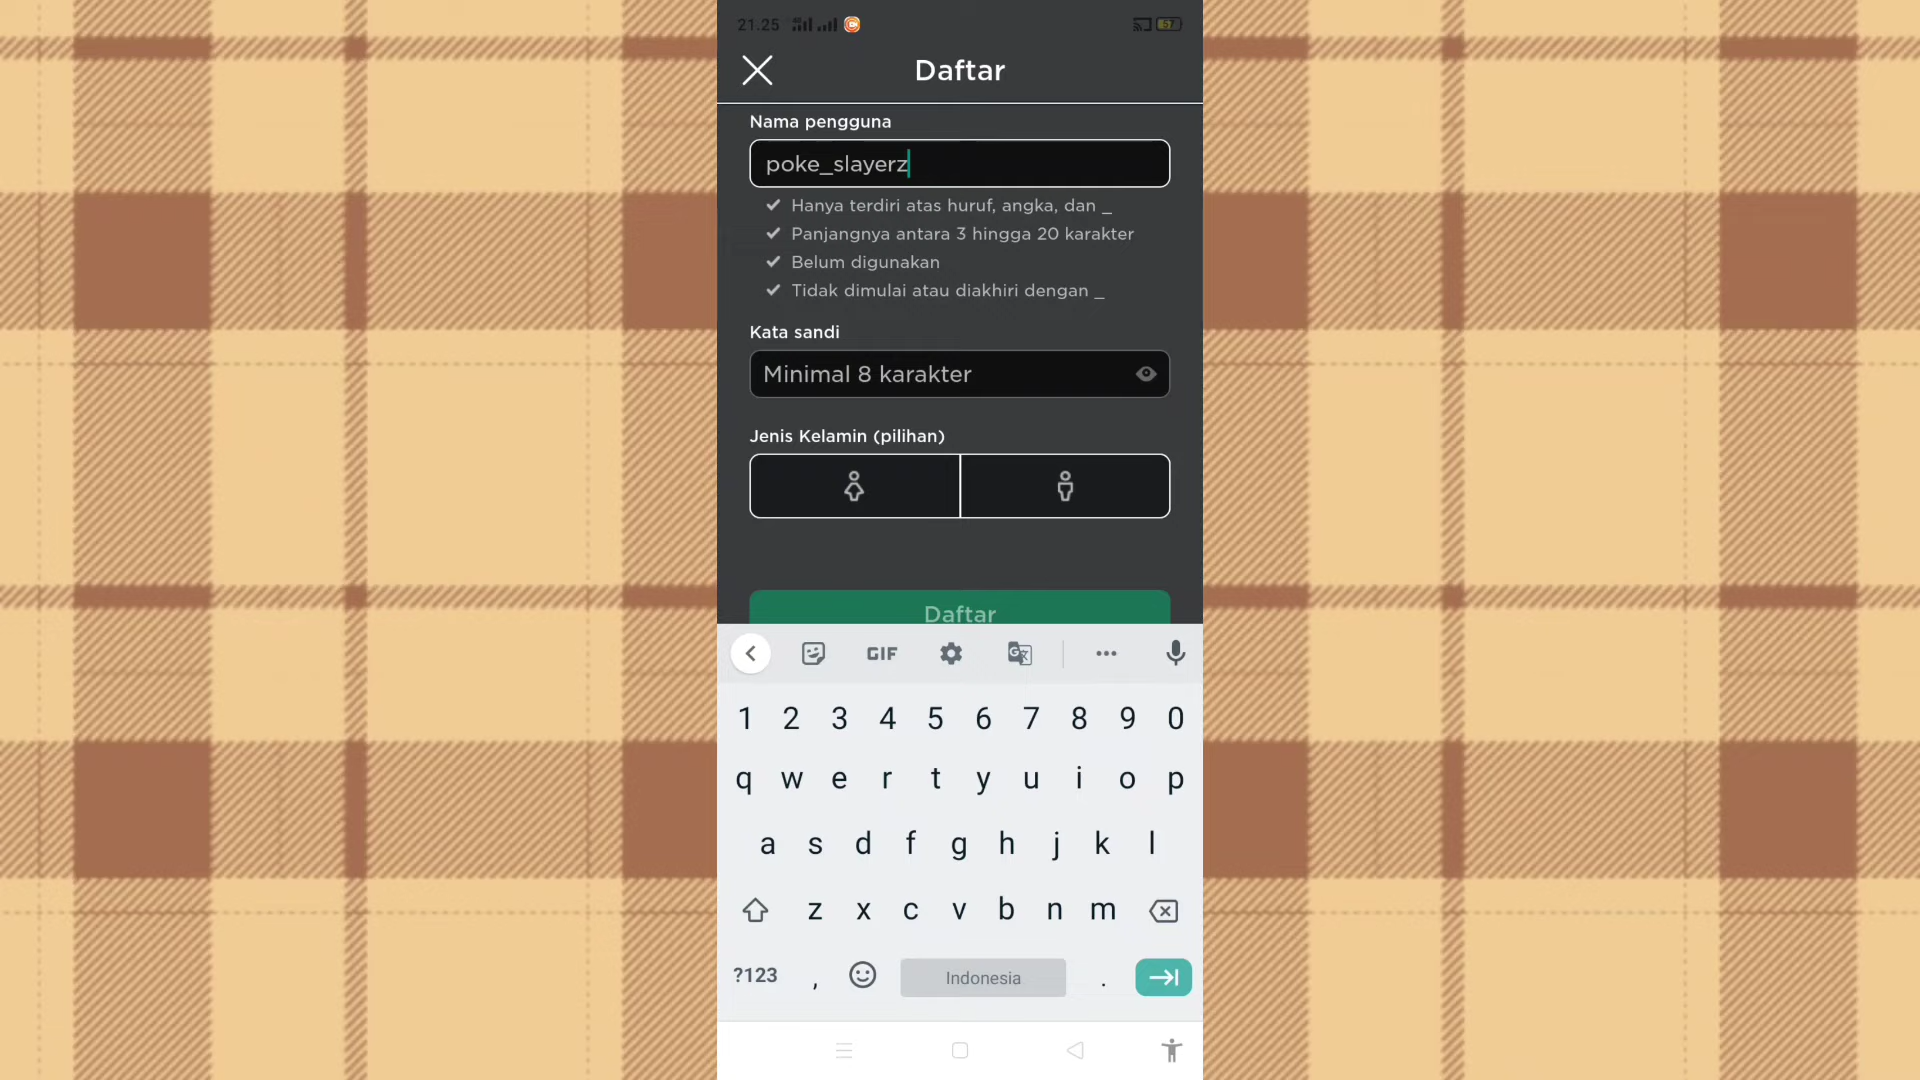 21.25
57
Daftar
Nama pengguna
poke_slayerz
Hanya terdiri atas huruf, angka, dan _
Panjangnya antara 3 hingga 20 karakter
Belum digunakan
Tidak dimulai atau diakhiri dengan _
Kata sandi
Minimal 8 karakter
Jenis Kelamin (pilihan)
Daftar
GIF
1 2 3 4 5 6 7 8 9 0
q w e r t y u i o p
a s d f g h j k l
z x c v b n m
?123 , Indonesia .